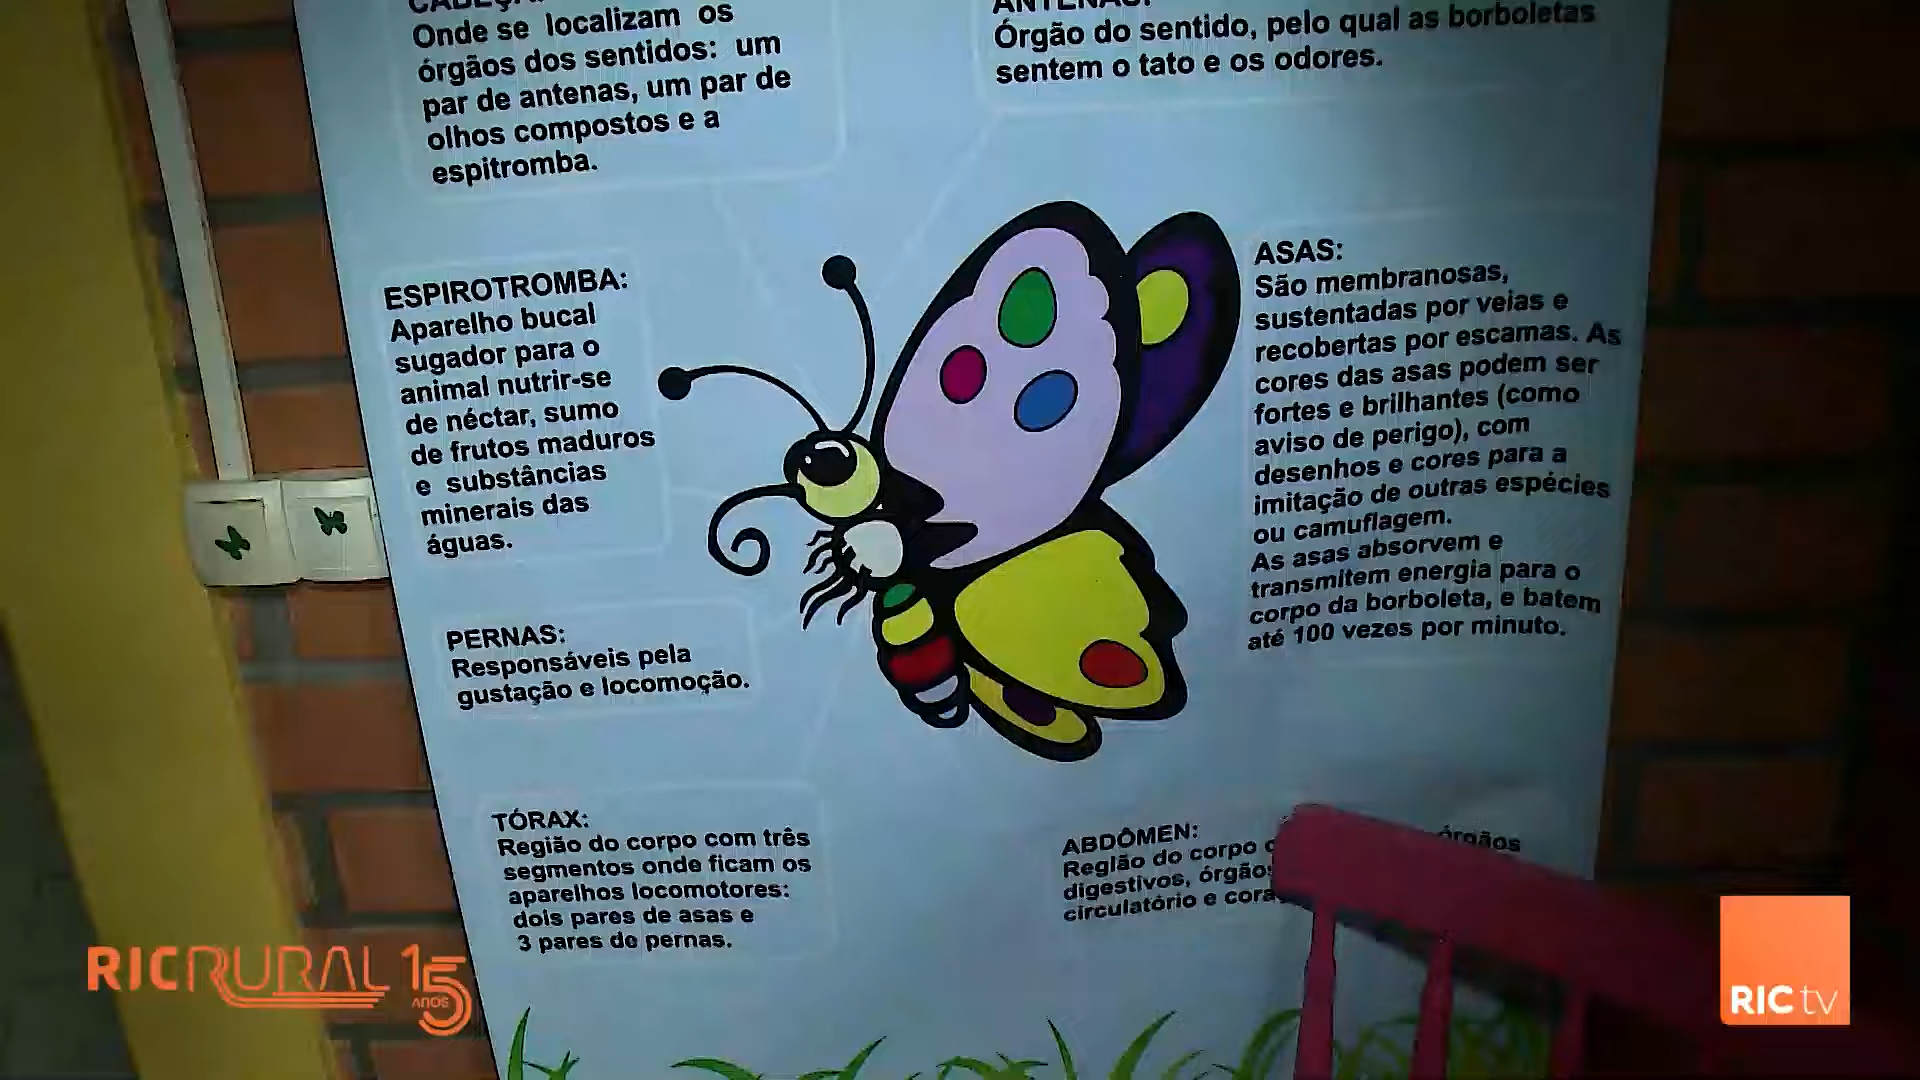 CABEÇA:
Onde se localizam os
órgãos dos sentidos: um
par de antenas, um par de
olhos compostos e a
espitromba.
ANTENAS:
Órgão do sentido, pelo qual as borboletas
sentem o tato e os odores.
ESPIROTROMBA:
Aparelho bucal
sugador para o
animal nutrir-se
de néctar, sumo
de frutos maduros
e substâncias
minerais das
águas.
ASAS:
São membranosas,
sustentadas por veias e
recobertas por escamas. As
cores das asas podem ser
fortes e brilhantes (como
aviso de perigo), com
desenhos e cores para a
imitação de outras espécies
ou camuflagem.
As asas absorvem e
transmitem energia para o
corpo da borboleta, e batem
até 100 vezes por minuto.
PERNAS:
Responsáveis pela
gustação e locomoção.
TÓRAX:
Região do corpo com três
segmentos onde ficam os
aparelhos locomotores:
dois pares de asas e
3 pares de pernas.
ABDÔMEN:
Região do corpo órgãos
digestivos, órgãos
circulatório e
RICRURAL 15
ANOS
RIC tv